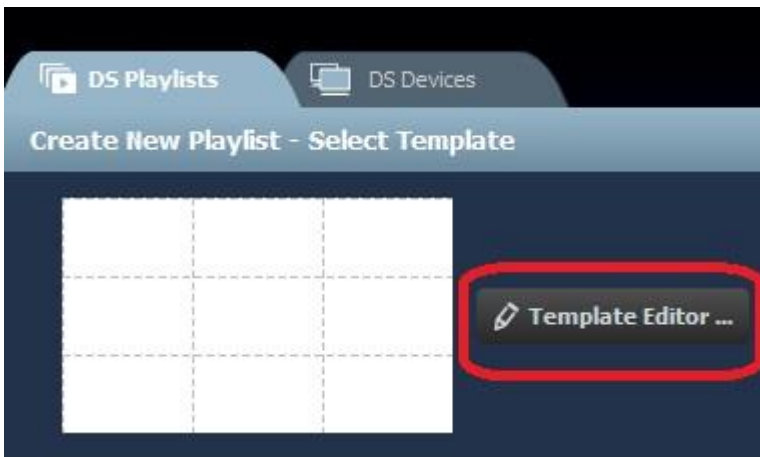 DS Playlists
DS Devices
Create New Playlist - Select Template
Template Editor ...